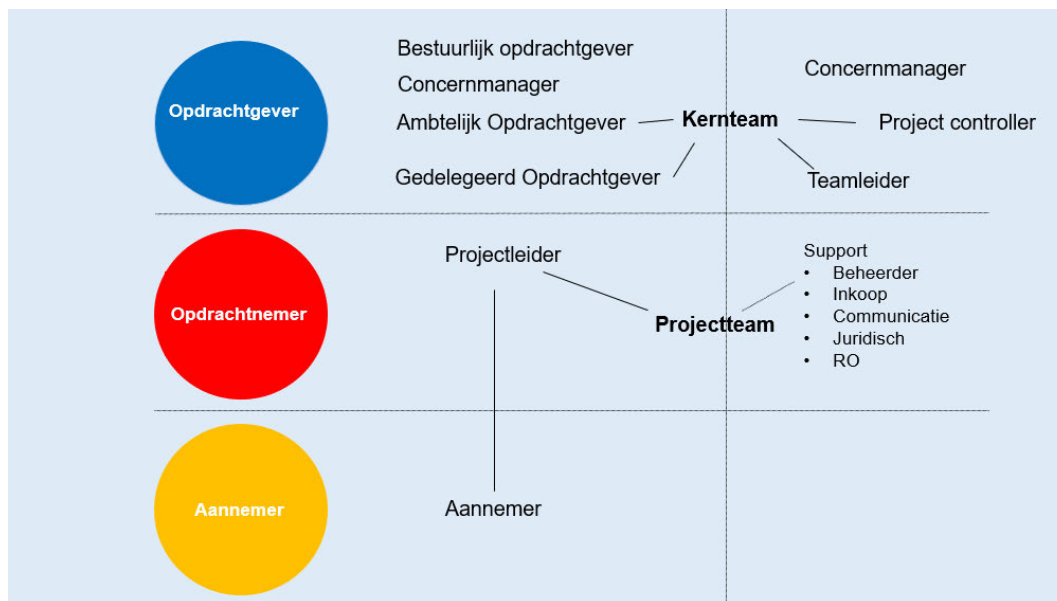 Opdrachtgever
Bestuurlijk opdrachtgever
Concernmanager
Ambtelijk Opdrachtgever
Gedelegeerd Opdrachtgever
Kernteam
Concernmanager
Project controller
Teamleider
Opdrachtnemer
Projectleider
Projectteam
Support
• Beheerder
• Inkoop
• Communicatie
• Juridisch
• RO
Aannemer
Aannemer